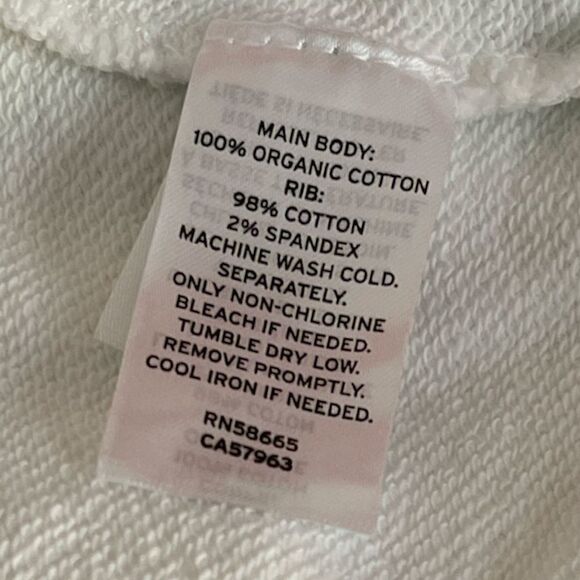 MAIN BODY:
100% ORGANIC COTTON
RIB:
98% COTTON
2% SPANDEX
MACHINE WASH COLD.
SEPARATELY.
ONLY NON-CHLORINE
BLEACH IF NEEDED.
TUMBLE DRY LOW.
REMOVE PROMPTLY.
COOL IRON IF NEEDED.
RN58665
CA57963